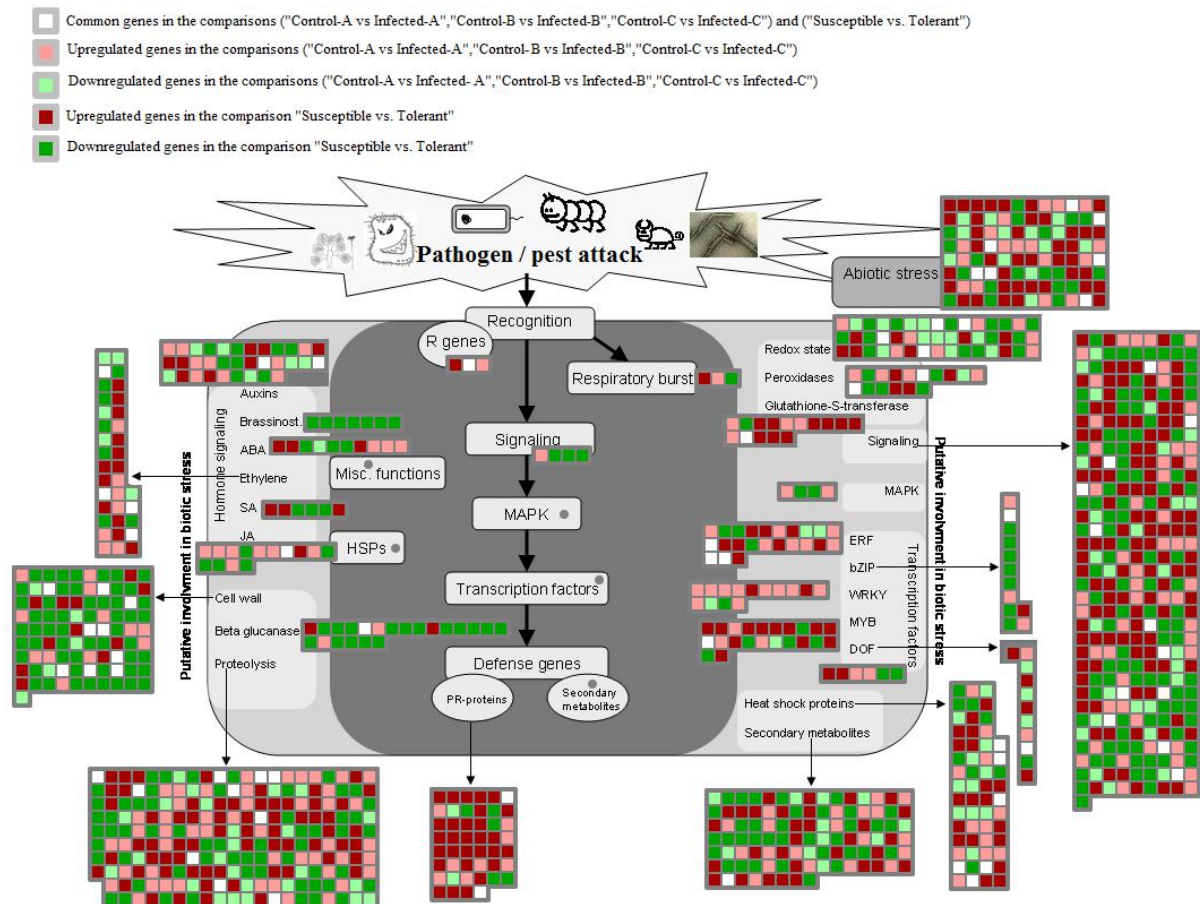 Common genes in the comparisons ("Control-A vs Infected-A","Control-B vs Infected-B","Control-C vs Infected-C") and ("Susceptible vs. Tolerant")
Upregulated genes in the comparisons ("Control-A vs Infected-A","Control-B vs Infected-B","Control-C vs Infected-C")
Downregulated genes in the comparisons ("Control-A vs Infected- A","Control-B vs Infected-B","Control-C vs Infected-C")
Upregulated genes in the comparison "Susceptible vs. Tolerant"
Downregulated genes in the comparison "Susceptible vs. Tolerant"
Pathogen / pest attack
Abiotic stress
Recognition
R genes
Respiratory burst
Signaling
Misc. functions
MAPK
HSPs
Transcription factors
Defense genes
PR-proteins
Secondary
metabolites
Putative involvment in biotic stress
Hormone signaling
Auxins
Brassinost.
ABA
Ethylene
SA
JA
Cell wall
Beta glucanase
Proteolysis
Redox state
Peroxidases
Glutathione-S-transferase
Signaling
MAPK
ERF
bZIP
WRKY
MYB
DOF
Transcription factors
Putative involvment in biotic stress
Heat shock proteins
Secondary metabolites